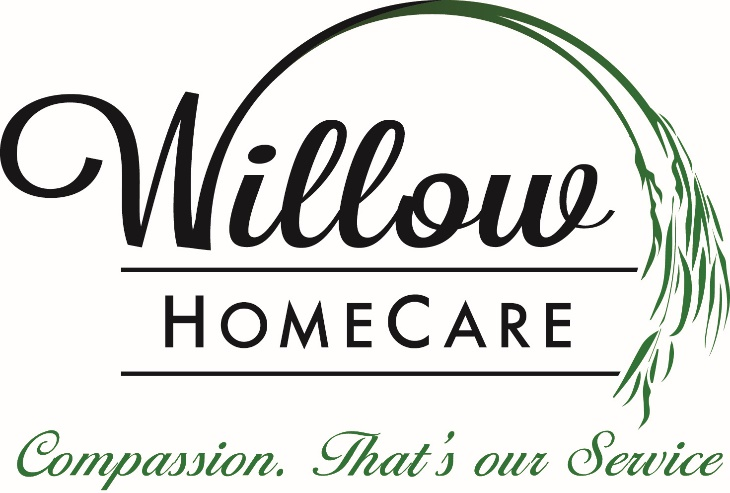 Willow
HOMECARE
Compassion. That's our Service